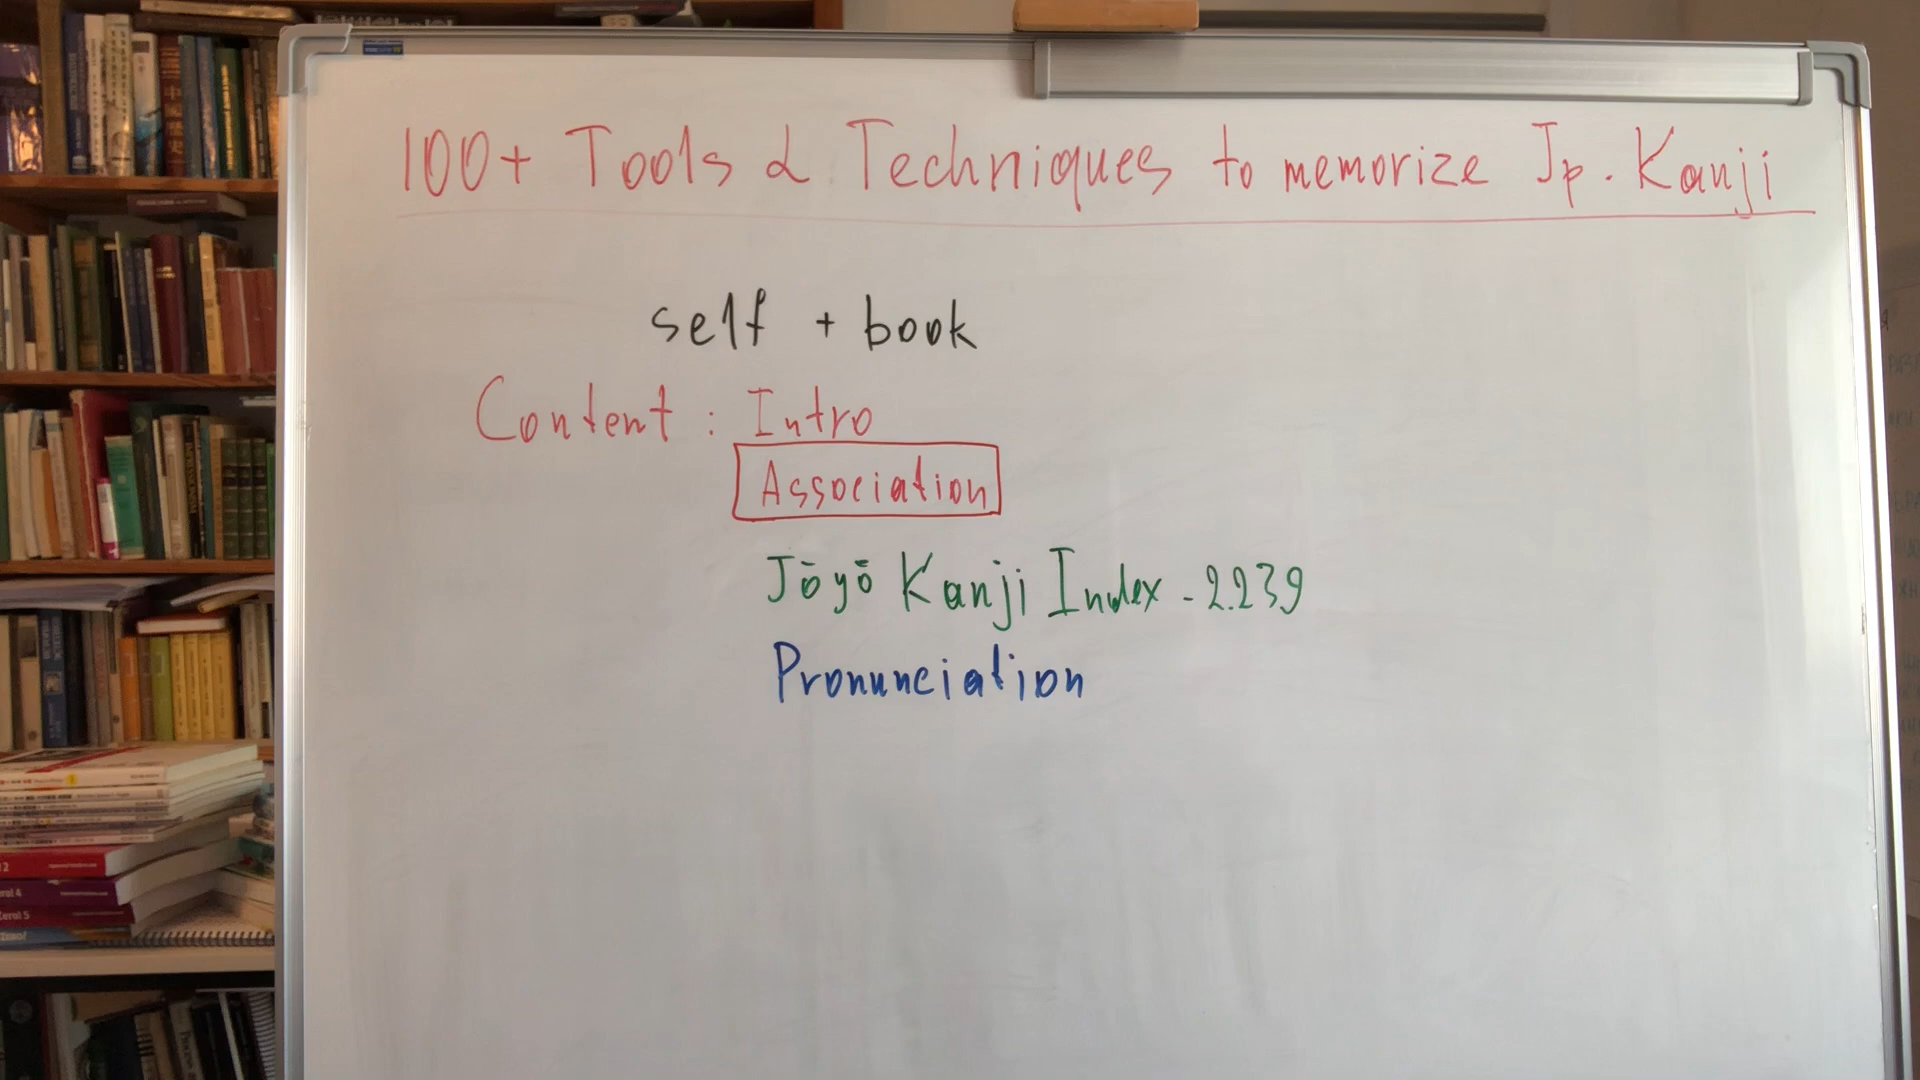 100+ Tools & Techniques to memorize Jp. Kanji
self + book
Content: Intro
Association
Jōyō Kanji Index - 2.239
Pronunciation